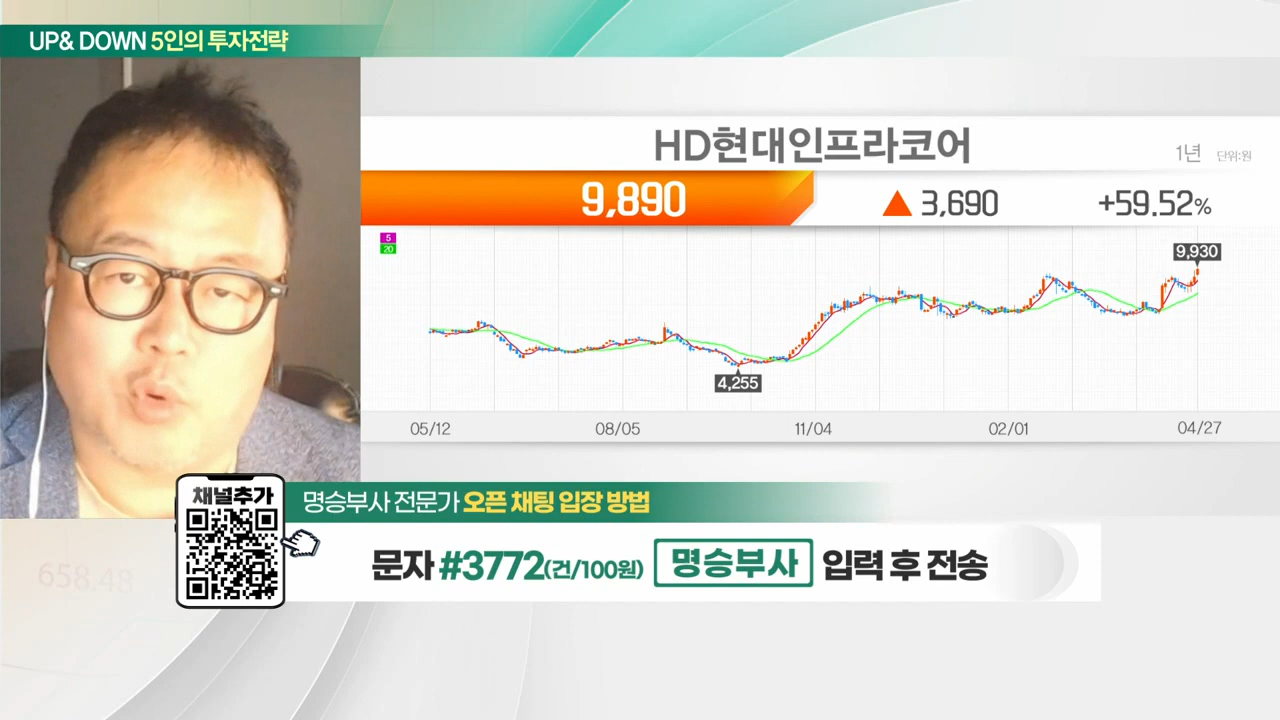 UP& DOWN 5인의 투자전략
HD현대인프라코어
1년 단위:원
9,890 ▲ 3,690 +59.52%
5
20
9,930
4,255
05/12 08/05 11/04 02/01 04/27
채널추가
명승부사 전문가 오픈 채팅 입장 방법
문자 #3772(건/100원) 명승부사 입력 후 전송
658.48